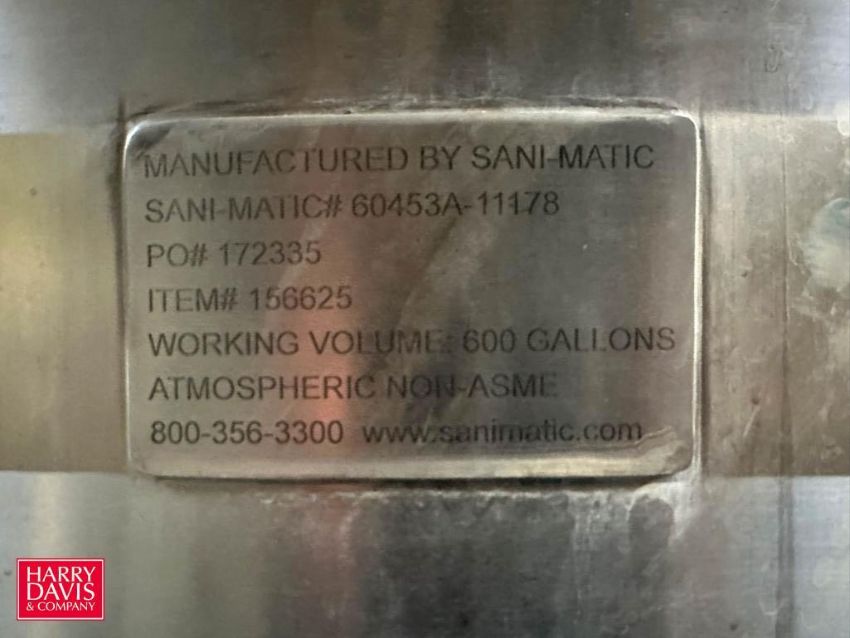 MANUFACTURED BY SANI-MATIC
SANI-MATIC# 60453A-11178
PO# 172335
ITEM# 156625
WORKING VOLUME: 600 GALLONS
ATMOSPHERIC NON-ASME
800-356-3300 www.sanimatic.com
HARRY
DAVIS
& COMPANY